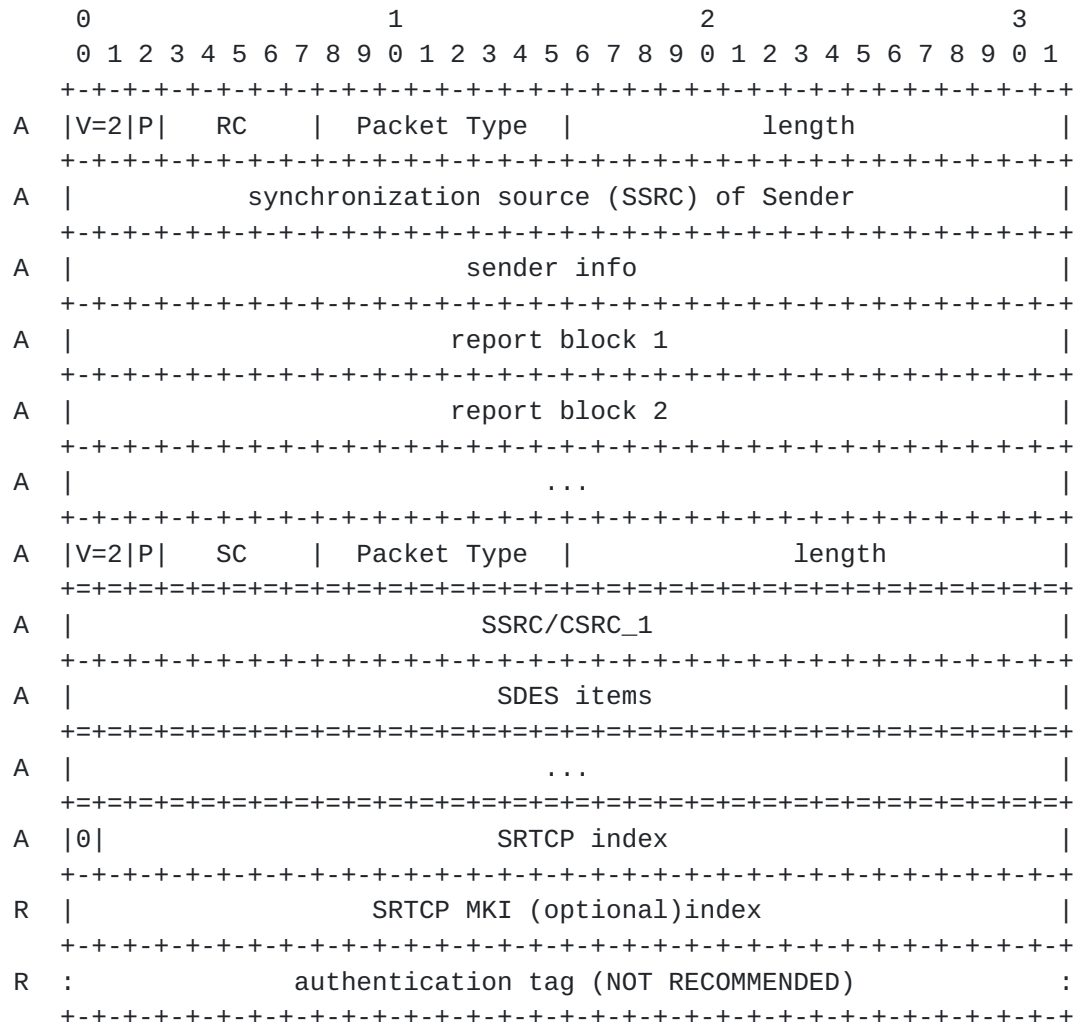 0                   1                   2                   3
0 1 2 3 4 5 6 7 8 9 0 1 2 3 4 5 6 7 8 9 0 1 2 3 4 5 6 7 8 9 0 1
+-+-+-+-+-+-+-+-+-+-+-+-+-+-+-+-+-+-+-+-+-+-+-+-+-+-+-+-+-+-+-+-+
A  |V=2|P|   RC    |  Packet Type  |            length             |
+-+-+-+-+-+-+-+-+-+-+-+-+-+-+-+-+-+-+-+-+-+-+-+-+-+-+-+-+-+-+-+-+
A  |           synchronization source (SSRC) of Sender             |
+-+-+-+-+-+-+-+-+-+-+-+-+-+-+-+-+-+-+-+-+-+-+-+-+-+-+-+-+-+-+-+-+
A  |                         sender info                           |
+-+-+-+-+-+-+-+-+-+-+-+-+-+-+-+-+-+-+-+-+-+-+-+-+-+-+-+-+-+-+-+-+
A  |                        report block 1                         |
+-+-+-+-+-+-+-+-+-+-+-+-+-+-+-+-+-+-+-+-+-+-+-+-+-+-+-+-+-+-+-+-+
A  |                        report block 2                         |
+-+-+-+-+-+-+-+-+-+-+-+-+-+-+-+-+-+-+-+-+-+-+-+-+-+-+-+-+-+-+-+-+
A  |                              ...                              |
+-+-+-+-+-+-+-+-+-+-+-+-+-+-+-+-+-+-+-+-+-+-+-+-+-+-+-+-+-+-+-+-+
A  |V=2|P|   SC    |  Packet Type  |              length           |
+=+=+=+=+=+=+=+=+=+=+=+=+=+=+=+=+=+=+=+=+=+=+=+=+=+=+=+=+=+=+=+=+
A  |                          SSRC/CSRC_1                          |
+-+-+-+-+-+-+-+-+-+-+-+-+-+-+-+-+-+-+-+-+-+-+-+-+-+-+-+-+-+-+-+-+
A  |                           SDES items                          |
+=+=+=+=+=+=+=+=+=+=+=+=+=+=+=+=+=+=+=+=+=+=+=+=+=+=+=+=+=+=+=+=+
A  |                              ...                              |
+=+=+=+=+=+=+=+=+=+=+=+=+=+=+=+=+=+=+=+=+=+=+=+=+=+=+=+=+=+=+=+=+
A  |0|                         SRTCP index                         |
+-+-+-+-+-+-+-+-+-+-+-+-+-+-+-+-+-+-+-+-+-+-+-+-+-+-+-+-+-+-+-+-+
R  |                   SRTCP MKI (optional)index                   |
+-+-+-+-+-+-+-+-+-+-+-+-+-+-+-+-+-+-+-+-+-+-+-+-+-+-+-+-+-+-+-+-+
R  :              authentication tag (NOT RECOMMENDED)             :
+-+-+-+-+-+-+-+-+-+-+-+-+-+-+-+-+-+-+-+-+-+-+-+-+-+-+-+-+-+-+-+-+